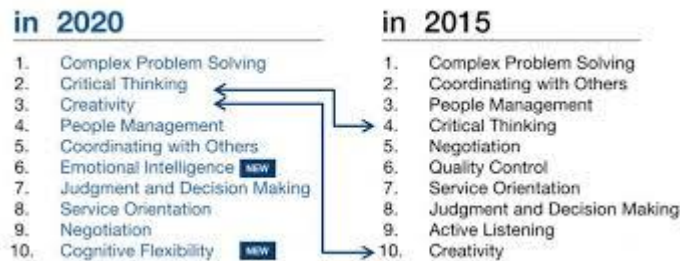 in 2020
1. Complex Problem Solving
2. Critical Thinking
3. Creativity
4. People Management
5. Coordinating with Others
6. Emotional Intelligence NEW
7. Judgment and Decision Making
8. Service Orientation
9. Negotiation
10. Cognitive Flexibility NEW
in 2015
1. Complex Problem Solving
2. Coordinating with Others
3. People Management
4. Critical Thinking
5. Negotiation
6. Quality Control
7. Service Orientation
8. Judgment and Decision Making
9. Active Listening
10. Creativity